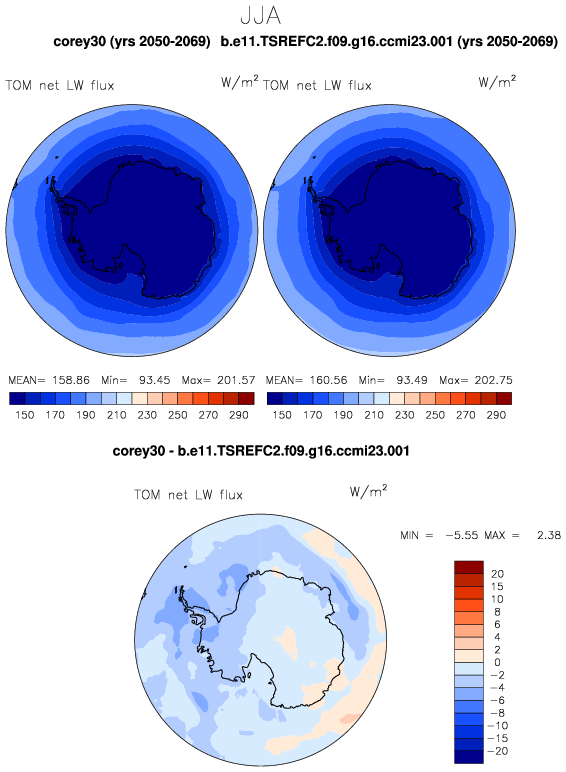 JJA
corey30 (yrs 2050-2069) b.e11.TSREFC2.f09.g16.ccmi23.001 (yrs 2050-2069)
TOM net LW flux W/m² TOM net LW flux W/m²
MEAN= 158.86 Min= 93.45 Max= 201.57 MEAN= 160.56 Min= 93.49 Max= 202.75
150 170 190 210 230 250 270 290 150 170 190 210 230 250 270 290
corey30 - b.e11.TSREFC2.f09.g16.ccmi23.001
TOM net LW flux W/m²
MIN = -5.55 MAX = 2.38
20
15
10
8
6
4
2
0
-2
-4
-6
-8
-10
-15
-20